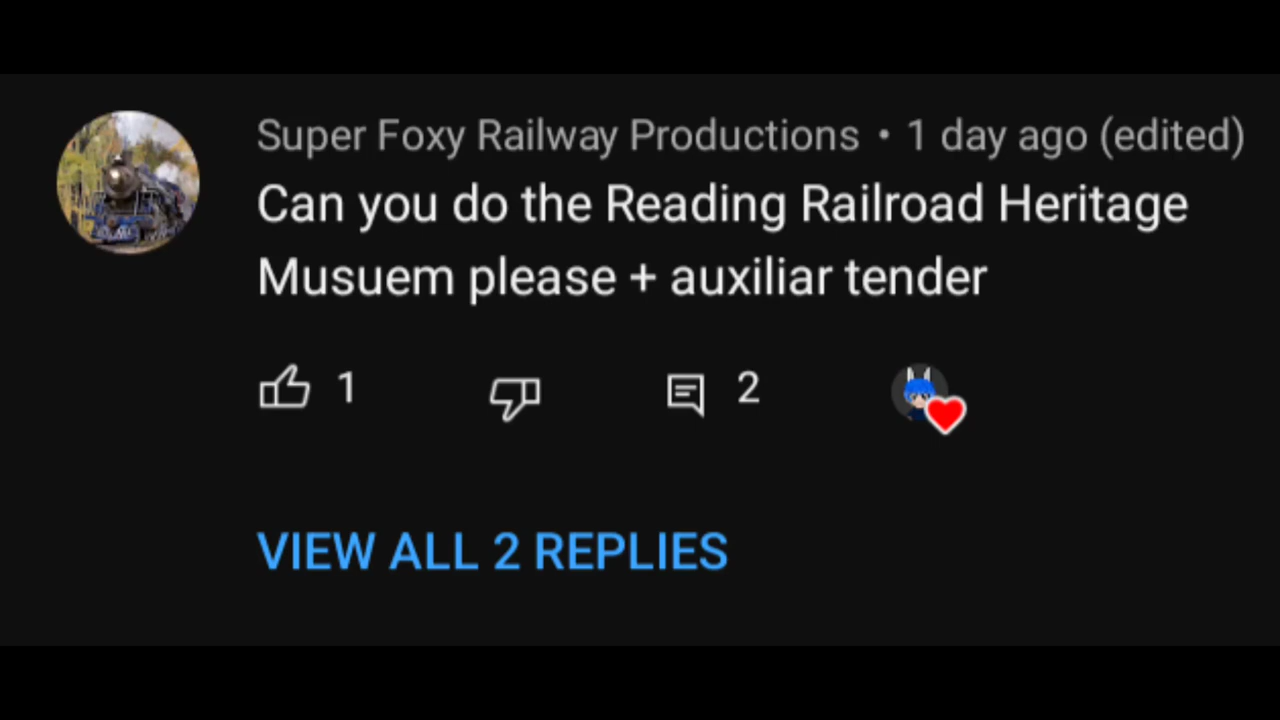 Super Foxy Railway Productions • 1 day ago (edited)
Can you do the Reading Railroad Heritage
Musuem please + auxiliar tender
1 2
VIEW ALL 2 REPLIES